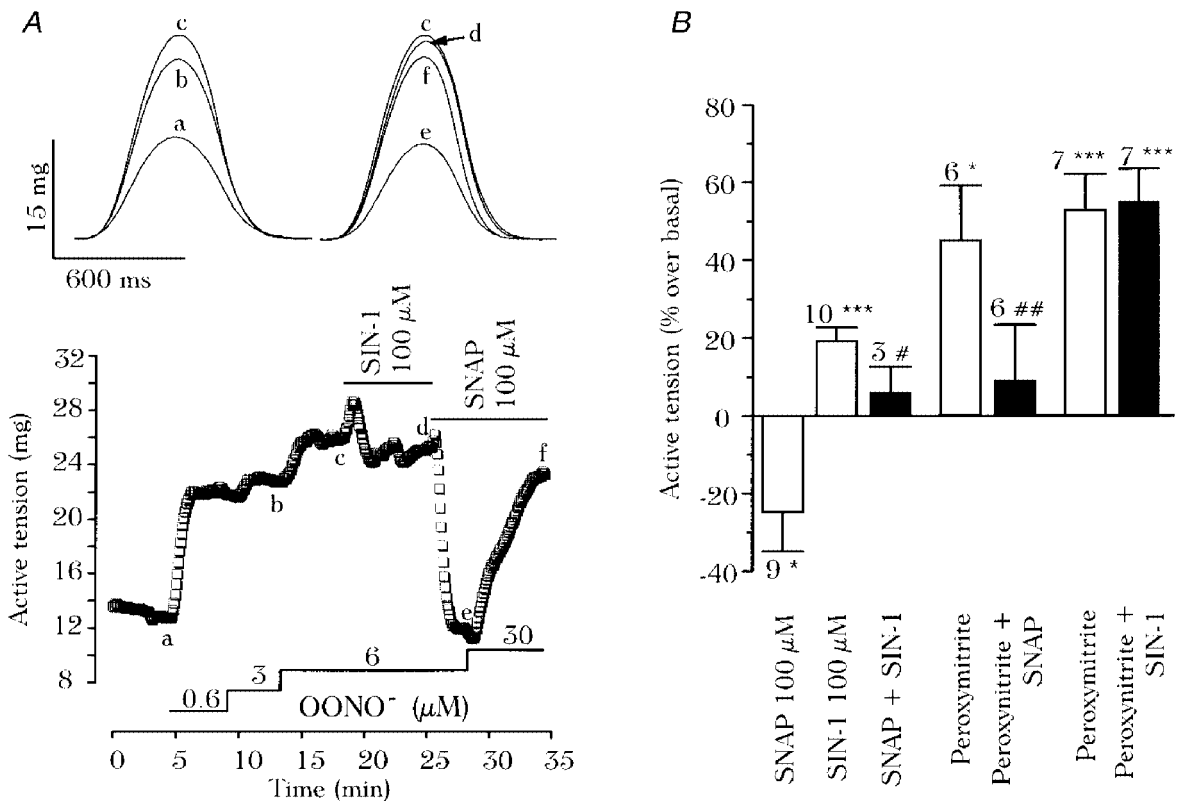 A
c
b
a
c
d
f
e
15 mg
600 ms
SIN-1
100 μM
SNAP
100 μM
Active tension (mg)
32
28
24
20
16
12
8
a
b
c
d
e
f
0.6
3
6
30
OONO⁻ (μM)
0 5 10 15 20 25 30 35
Time (min)
B
Active tension (% over basal)
80
60
40
20
0
-20
-40
9 *
10 ***
3 #
6 *
6 ##
7 ***
7 ***
SNAP 100 μM
SIN-1 100 μM
SNAP + SIN-1
Peroxymitrite
Peroxynitrite +
SNAP
Peroxymitrite
Peroxynitrite +
SIN-1